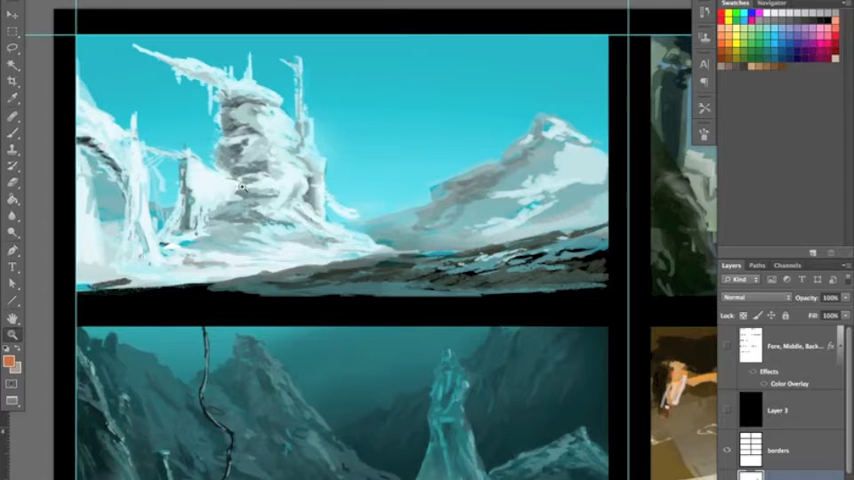 Swatches Navigator
Layers Paths Channels
Kind
Normal Opacity: 100%
Lock: Fill: 100%
Fore, Middle, Back... fx
Effects
Color Overlay
Layer 3
borders